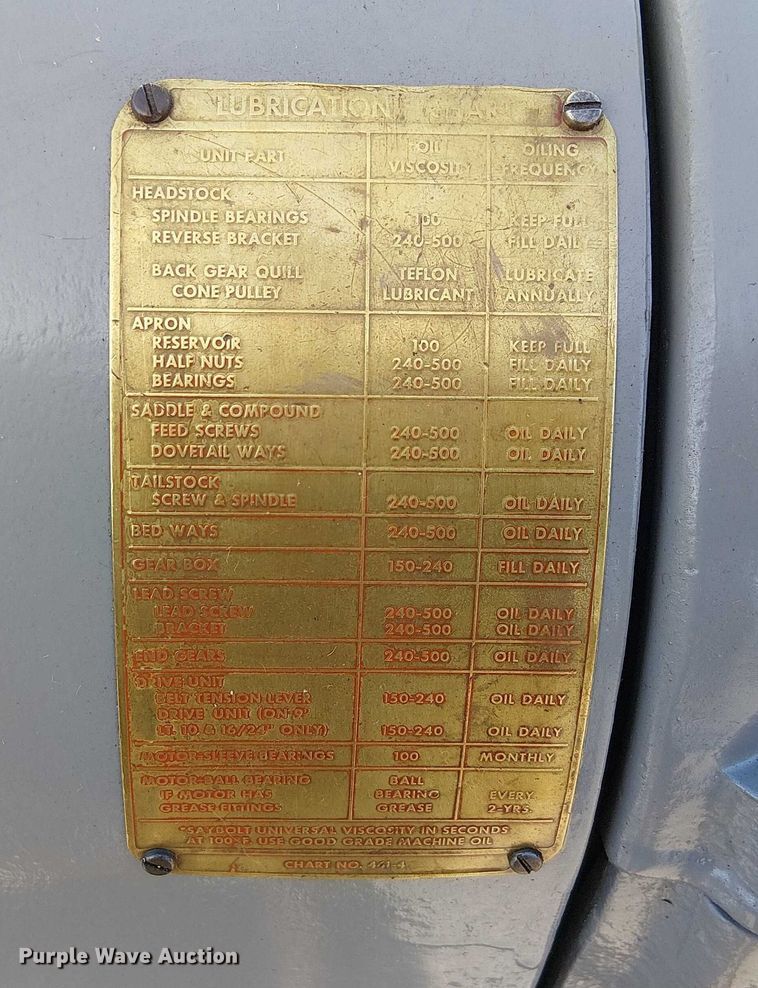 LUBRICATION CHART
UNIT PART OIL VISCOSITY OILING FREQUENCY
HEADSTOCK
SPINDLE BEARINGS 100 KEEP FULL
REVERSE BRACKET 240-500 FILL DAILY
BACK GEAR QUILL TEFLON LUBRICATE
CONE PULLEY LUBRICANT ANNUALLY
APRON
RESERVOIR 100 KEEP FULL
HALF NUTS 240-500 FILL DAILY
BEARINGS 240-500 FILL DAILY
SADDLE & COMPOUND
FEED SCREWS 240-500 OIL DAILY
DOVETAIL WAYS 240-500 OIL DAILY
TAILSTOCK
SCREW & SPINDLE 240-500 OIL DAILY
BED WAYS 240-500 OIL DAILY
GEAR BOX 150-240 FILL DAILY
LEAD SCREW
LEAD SCREW 240-500 OIL DAILY
BRACKET 240-500 OIL DAILY
END GEARS 240-500 OIL DAILY
DRIVE UNIT
BELT TENSION LEVER 150-240 OIL DAILY
DRIVE UNIT (ON 9"
LT. 10 & 16/24" ONLY) 150-240 OIL DAILY
MOTOR-SLEEVE BEARINGS 100 MONTHLY
MOTOR-BALL BEARING BALL
IF MOTOR HAS BEARING EVERY
GREASE FITTINGS GREASE 2-YRS.
*SAYBOLT UNIVERSAL VISCOSITY IN SECONDS
AT 100°F. USE GOOD GRADE MACHINE OIL
CHART NO.
Purple Wave Auction